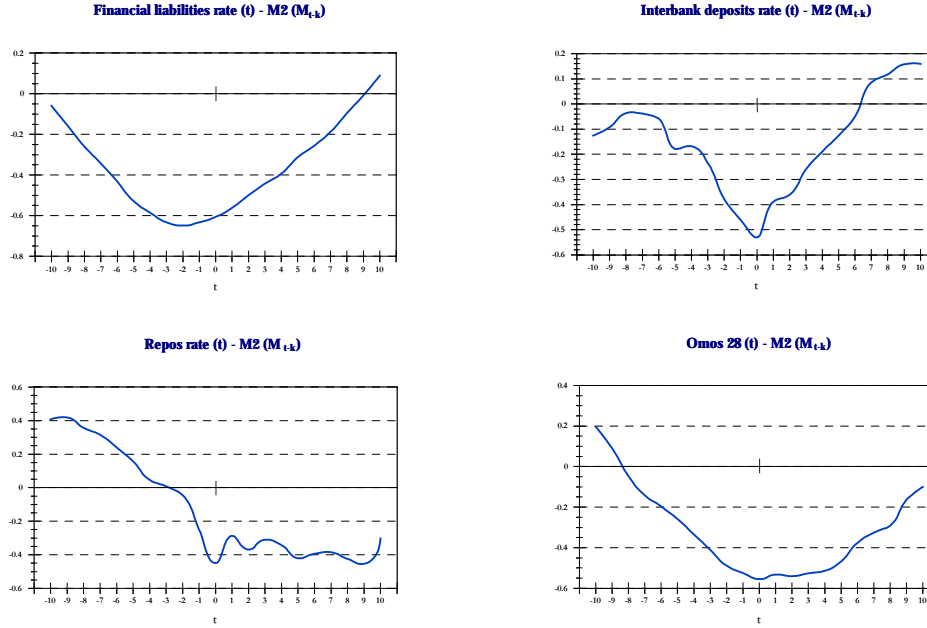 Financial liabilities rate (t) - M2 (Mt-k)
0.2
0
-0.2
-0.4
-0.6
-0.8
-10 -9 -8 -7 -6 -5 -4 -3 -2 -1 0 1 2 3 4 5 6 7 8 9 10
t
Interbank deposits rate (t) - M2 (Mt-k)
0.2
0.1
0
-0.1
-0.2
-0.3
-0.4
-0.5
-0.6
-10 -9 -8 -7 -6 -5 -4 -3 -2 -1 0 1 2 3 4 5 6 7 8 9 10
t
Repos rate (t) - M2 (M t-k)
0.6
0.4
0.2
0
-0.2
-0.4
-0.6
-10 -9 -8 -7 -6 -5 -4 -3 -2 -1 0 1 2 3 4 5 6 7 8 9 10
t
Omos 28 (t) - M2 (M t-k)
0.4
0.2
0
-0.2
-0.4
-0.6
-10 -9 -8 -7 -6 -5 -4 -3 -2 -1 0 1 2 3 4 5 6 7 8 9 10
t